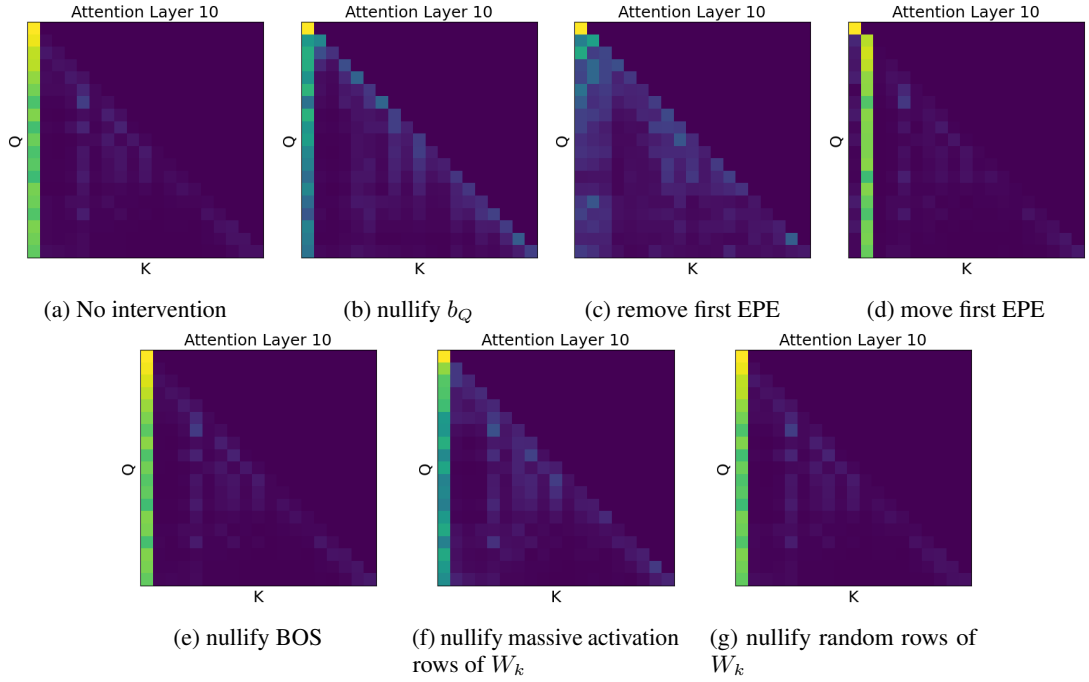 Attention Layer 10 Attention Layer 10 Attention Layer 10 Attention Layer 10
Q Q Q Q
K K K K
(a) No intervention (b) nullify $b_Q$ (c) remove first EPE (d) move first EPE
Attention Layer 10 Attention Layer 10 Attention Layer 10
Q Q Q
K K K
(e) nullify BOS (f) nullify massive activation (g) nullify random rows of
rows of $W_k$ $W_k$